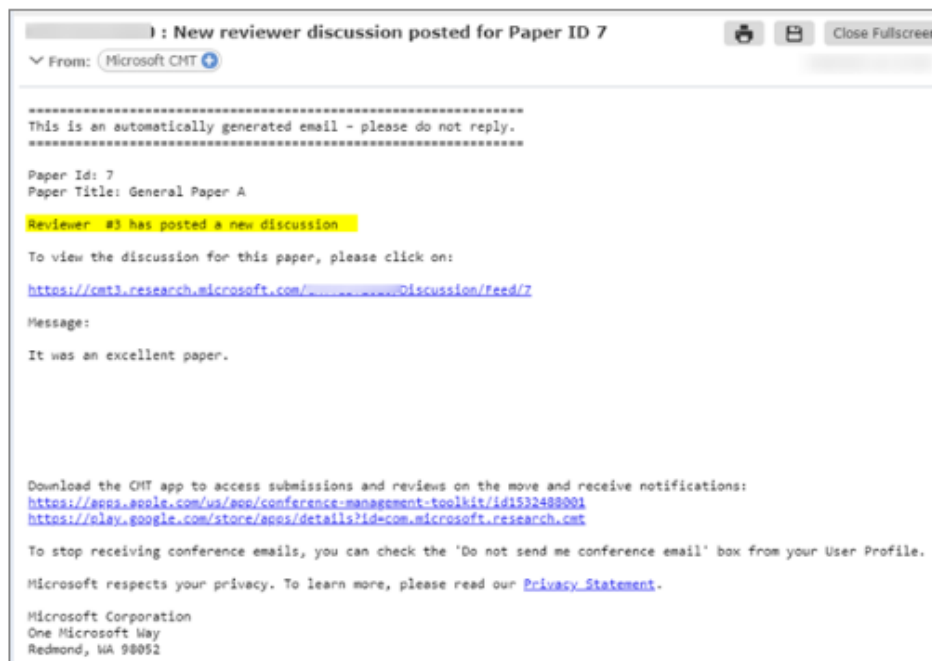 : New reviewer discussion posted for Paper ID 7
Close Fullscreen
From: Microsoft CMT
================================================================
This is an automatically generated email - please do not reply.
================================================================
Paper Id: 7
Paper Title: General Paper A
Reviewer #3 has posted a new discussion
To view the discussion for this paper, please click on:
https://cmt3.research.microsoft.com/ Discussion/Feed/7
Message:
It was an excellent paper.
Download the CMT app to access submissions and reviews on the move and receive notifications:
https://apps.apple.com/us/app/conference-management-toolkit/id1532488001
https://play.google.com/store/apps/details?id=com.microsoft.research.cmt
To stop receiving conference emails, you can check the 'Do not send me conference email' box from your User Profile.
Microsoft respects your privacy. To learn more, please read our Privacy Statement.
Microsoft Corporation
One Microsoft Way
Redmond, WA 98052